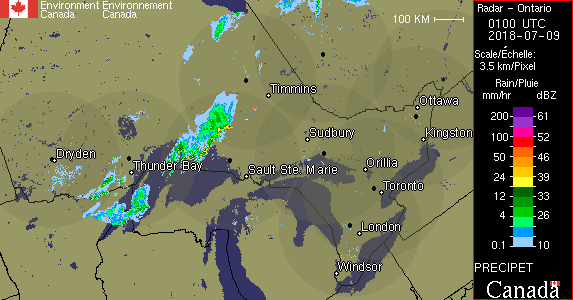 Environment Environnement
Canada Canada
100 KM
Timmins
Ottawa
Sudbury
Kingston
Dryden
Thunder Bay
Sault Ste. Marie
Orillia
Toronto
London
Windsor
Radar - Ontario
0100 UTC
2018-07-09
Scale/Échelle:
3.5 km/Pixel
Rain/Pluie
mm/hr dBZ
200 61
100 52
50 46
24 39
12 33
4 26
0.1 10
PRECIPET
Canada